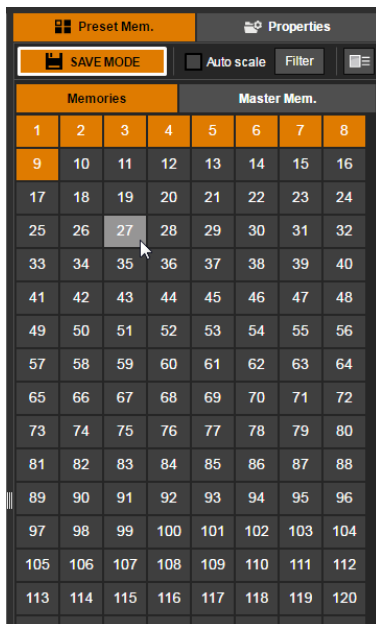 Preset Mem. Properties
SAVE MODE Auto scale Filter
Memories Master Mem.
1 2 3 4 5 6 7 8
9 10 11 12 13 14 15 16
17 18 19 20 21 22 23 24
25 26 27 28 29 30 31 32
33 34 35 36 37 38 39 40
41 42 43 44 45 46 47 48
49 50 51 52 53 54 55 56
57 58 59 60 61 62 63 64
65 66 67 68 69 70 71 72
73 74 75 76 77 78 79 80
81 82 83 84 85 86 87 88
89 90 91 92 93 94 95 96
97 98 99 100 101 102 103 104
105 106 107 108 109 110 111 112
113 114 115 116 117 118 119 120